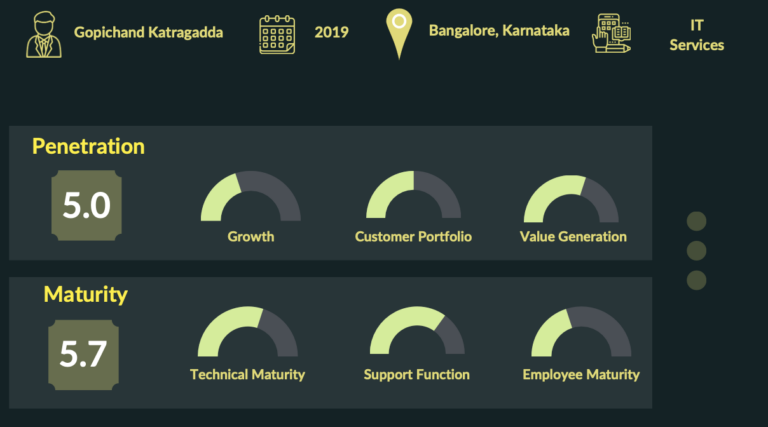 Gopichand Katragadda
2019
Bangalore, Karnataka
IT
Services
Penetration
5.0
Growth
Customer Portfolio
Value Generation
Maturity
5.7
Technical Maturity
Support Function
Employee Maturity